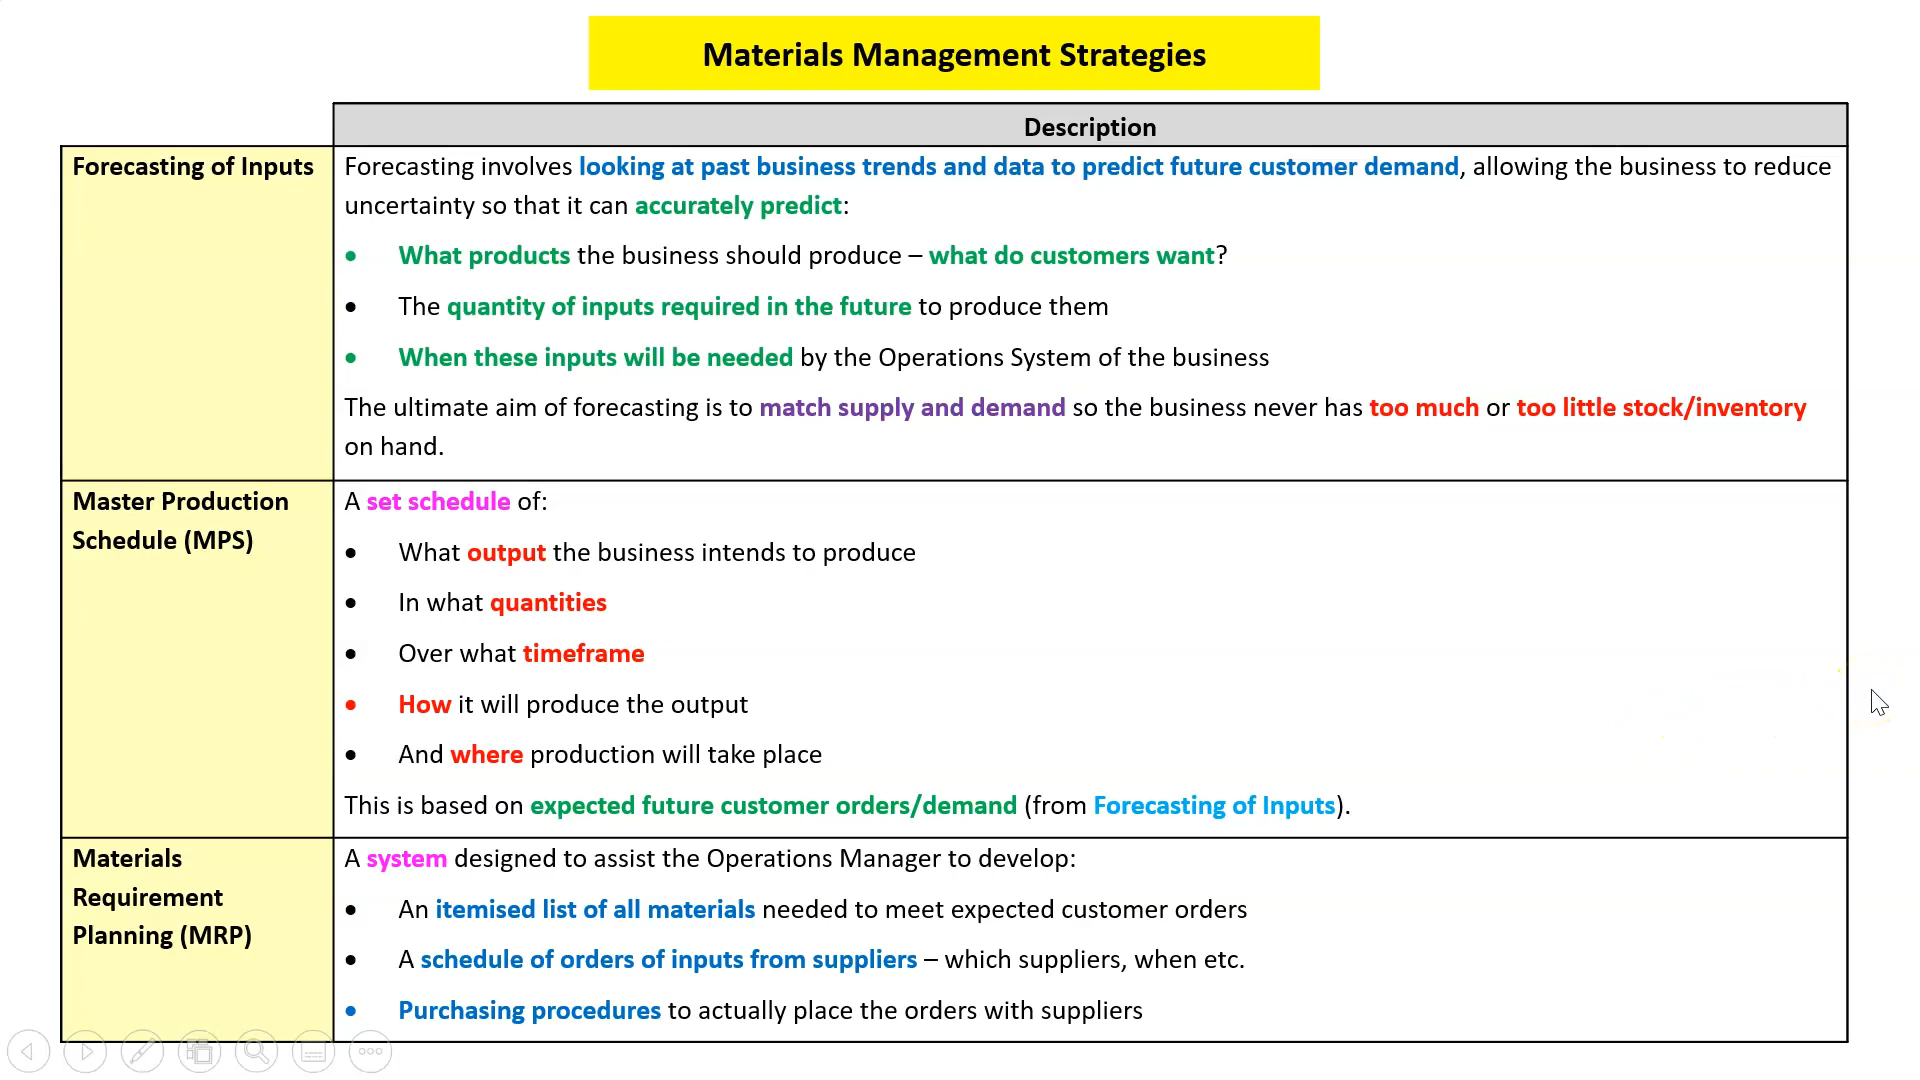 Materials Management Strategies
Description
Forecasting of Inputs
Forecasting involves looking at past business trends and data to predict future customer demand, allowing the business to reduce
uncertainty so that it can accurately predict:
• What products the business should produce – what do customers want?
• The quantity of inputs required in the future to produce them
• When these inputs will be needed by the Operations System of the business
The ultimate aim of forecasting is to match supply and demand so the business never has too much or too little stock/inventory
on hand.
Master Production
Schedule (MPS)
A set schedule of:
• What output the business intends to produce
• In what quantities
• Over what timeframe
• How it will produce the output
• And where production will take place
This is based on expected future customer orders/demand (from Forecasting of Inputs).
Materials
Requirement
Planning (MRP)
A system designed to assist the Operations Manager to develop:
• An itemised list of all materials needed to meet expected customer orders
• A schedule of orders of inputs from suppliers – which suppliers, when etc.
• Purchasing procedures to actually place the orders with suppliers